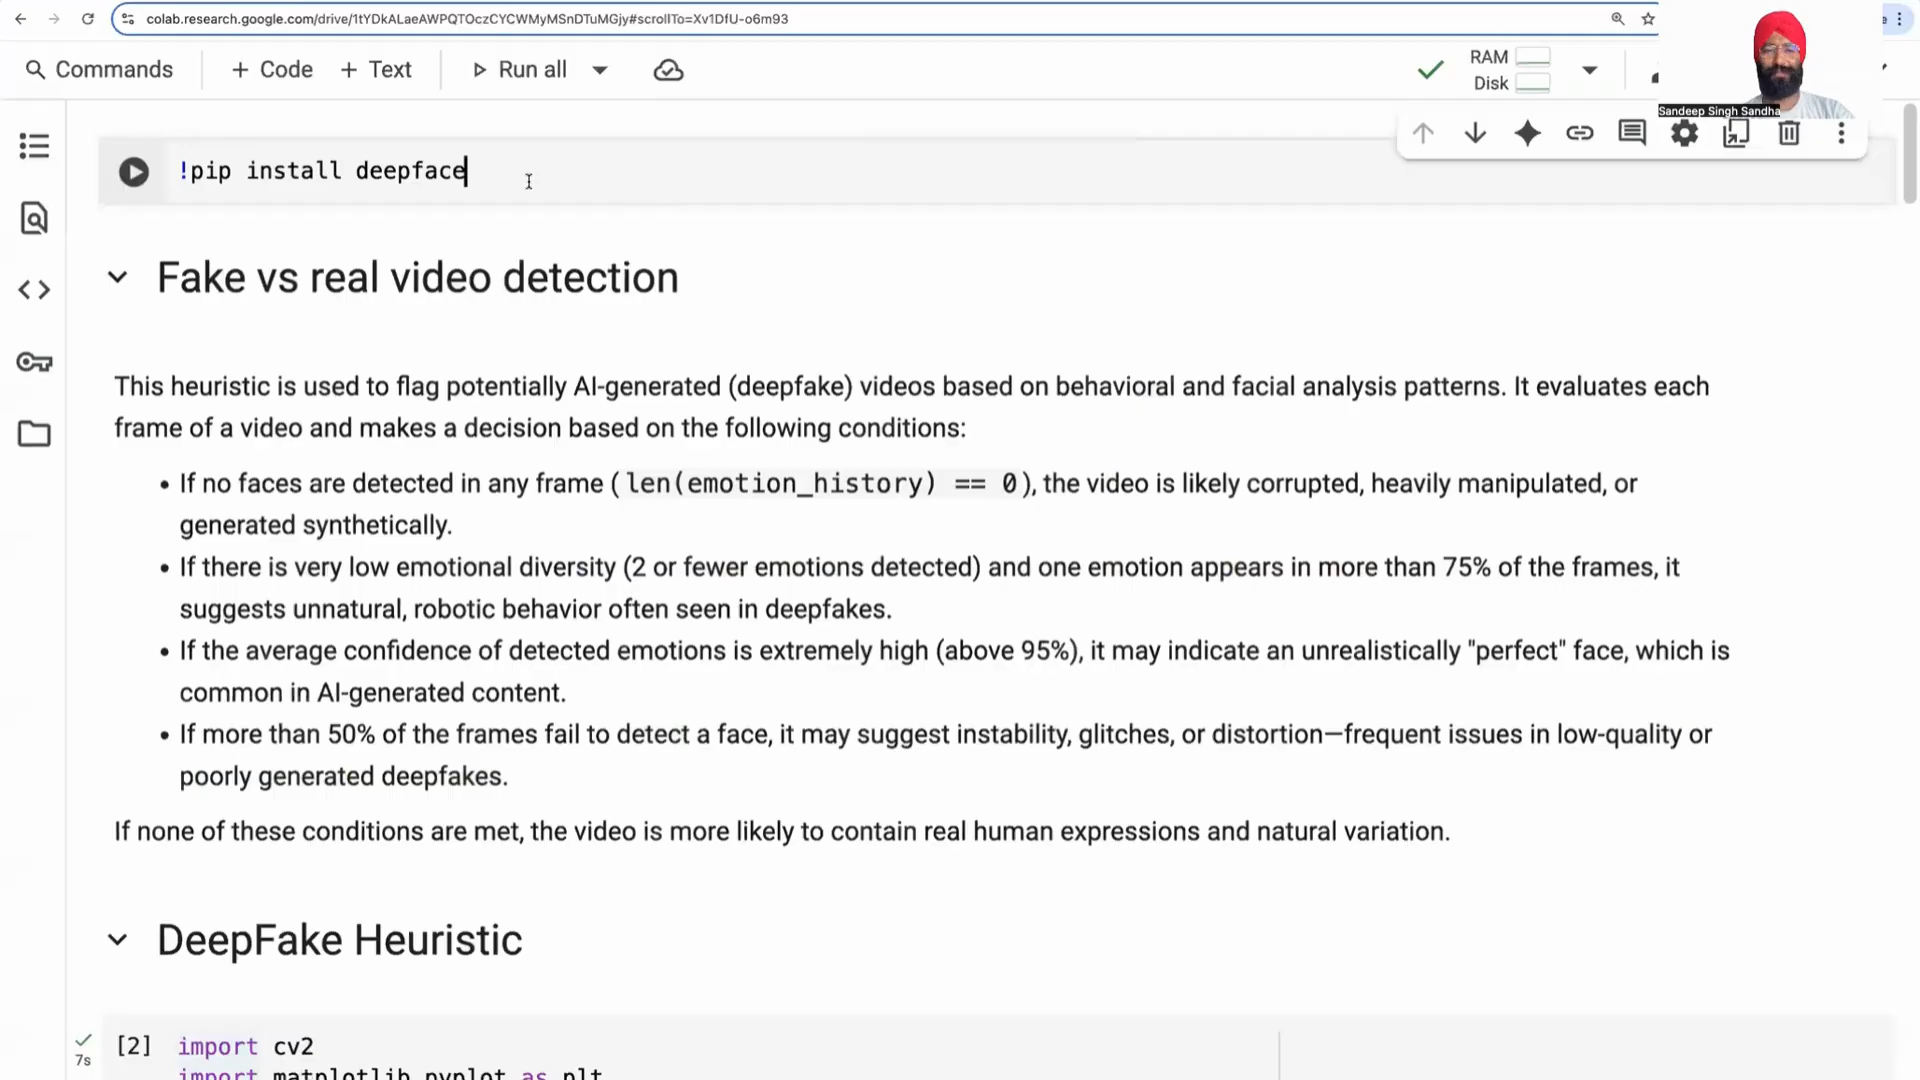 colab.research.google.com/drive/1tYDkALaeAWPQTOczCYCWMyMSnDTuMGjy#scrollTo=Xv1DfU-o6m93
Commands
+ Code
+ Text
Run all
RAM
Disk
Sandeep Singh Sandha
!pip install deepface
Fake vs real video detection
This heuristic is used to flag potentially AI-generated (deepfake) videos based on behavioral and facial analysis patterns. It evaluates each
frame of a video and makes a decision based on the following conditions:
• If no faces are detected in any frame ( len(emotion_history) == 0 ), the video is likely corrupted, heavily manipulated, or
generated synthetically.
• If there is very low emotional diversity (2 or fewer emotions detected) and one emotion appears in more than 75% of the frames, it
suggests unnatural, robotic behavior often seen in deepfakes.
• If the average confidence of detected emotions is extremely high (above 95%), it may indicate an unrealistically "perfect" face, which is
common in AI-generated content.
• If more than 50% of the frames fail to detect a face, it may suggest instability, glitches, or distortion—frequent issues in low-quality or
poorly generated deepfakes.
If none of these conditions are met, the video is more likely to contain real human expressions and natural variation.
DeepFake Heuristic
[2] import cv2
7s
import matplotlib.pyplot as plt